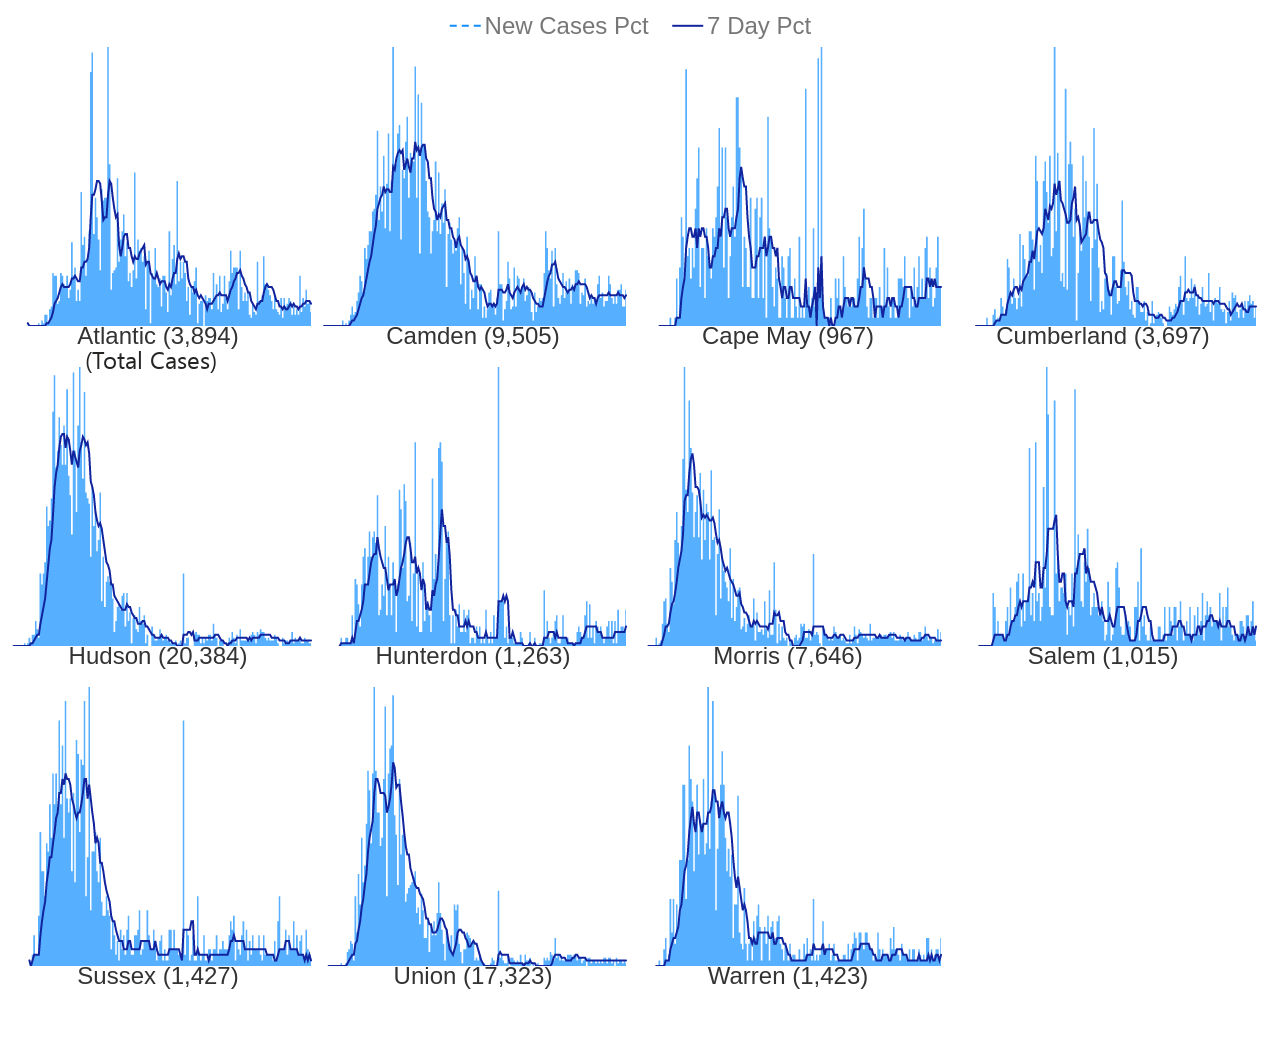 New Cases Pct 7 Day Pct
Atlantic (3,894) Camden (9,505) Cape May (967) Cumberland (3,697)
(Total Cases)
Hudson (20,384) Hunterdon (1,263) Morris (7,646) Salem (1,015)
Sussex (1,427) Union (17,323) Warren (1,423)